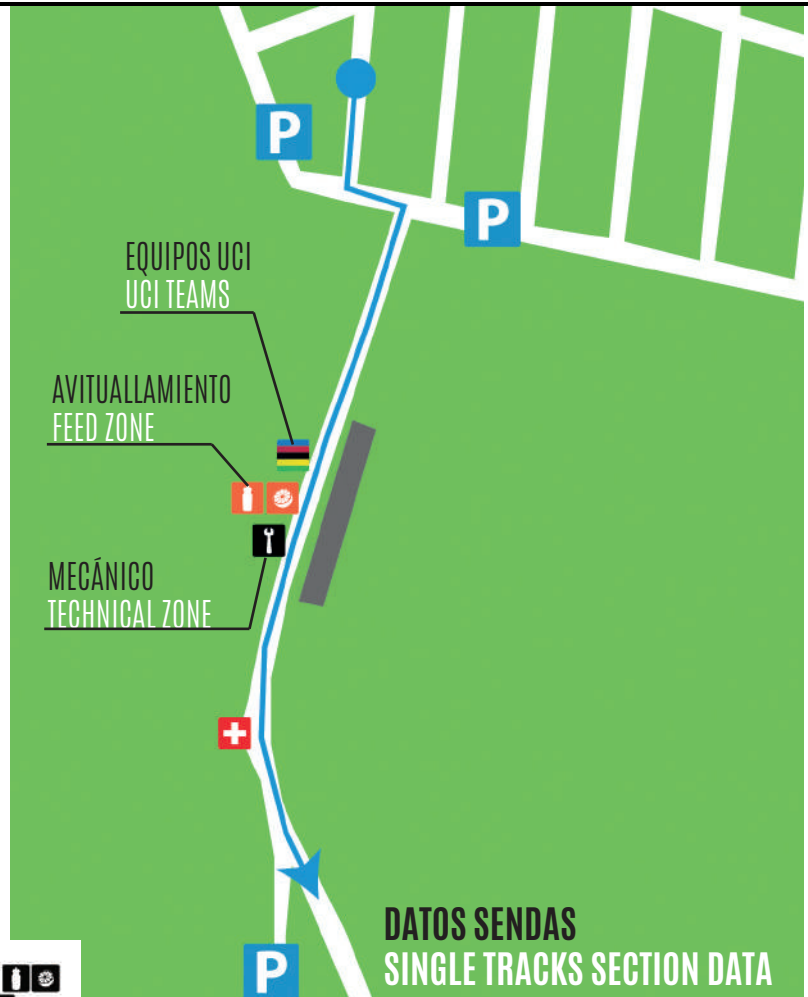 P
P
EQUIPOS UCI
UCI TEAMS
AVITUALLAMIENTO
FEED ZONE
MECÁNICO
TECHNICAL ZONE
P
DATOS SENDAS
SINGLE TRACKS SECTION DATA